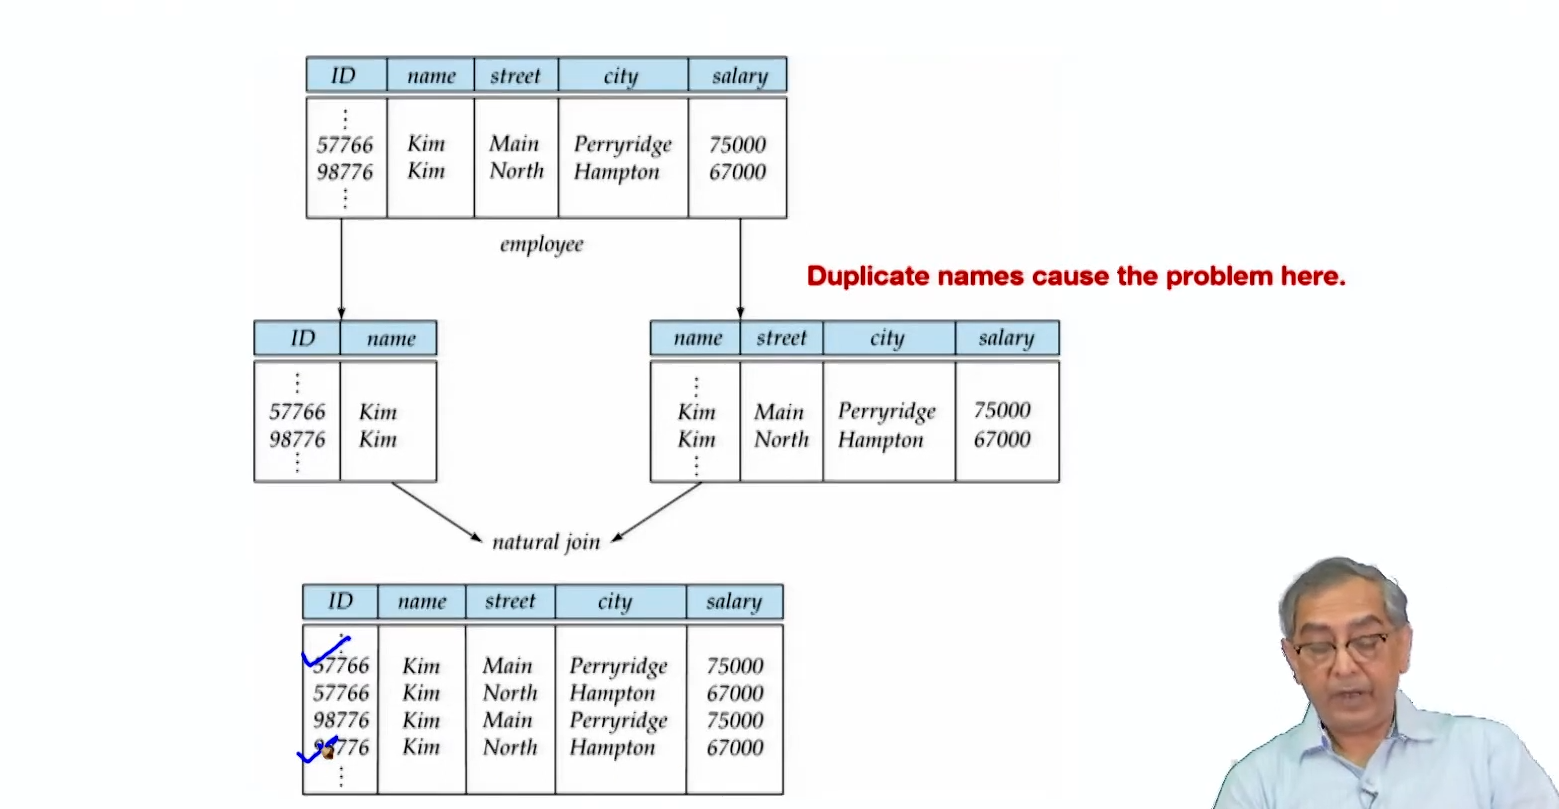 ID name street city salary
57766 Kim Main Perryridge 75000
98776 Kim North Hampton 67000
employee
Duplicate names cause the problem here.
ID name
57766 Kim
98776 Kim
name street city salary
Kim Main Perryridge 75000
Kim North Hampton 67000
natural join
ID name street city salary
57766 Kim Main Perryridge 75000
57766 Kim North Hampton 67000
98776 Kim Main Perryridge 75000
98776 Kim North Hampton 67000